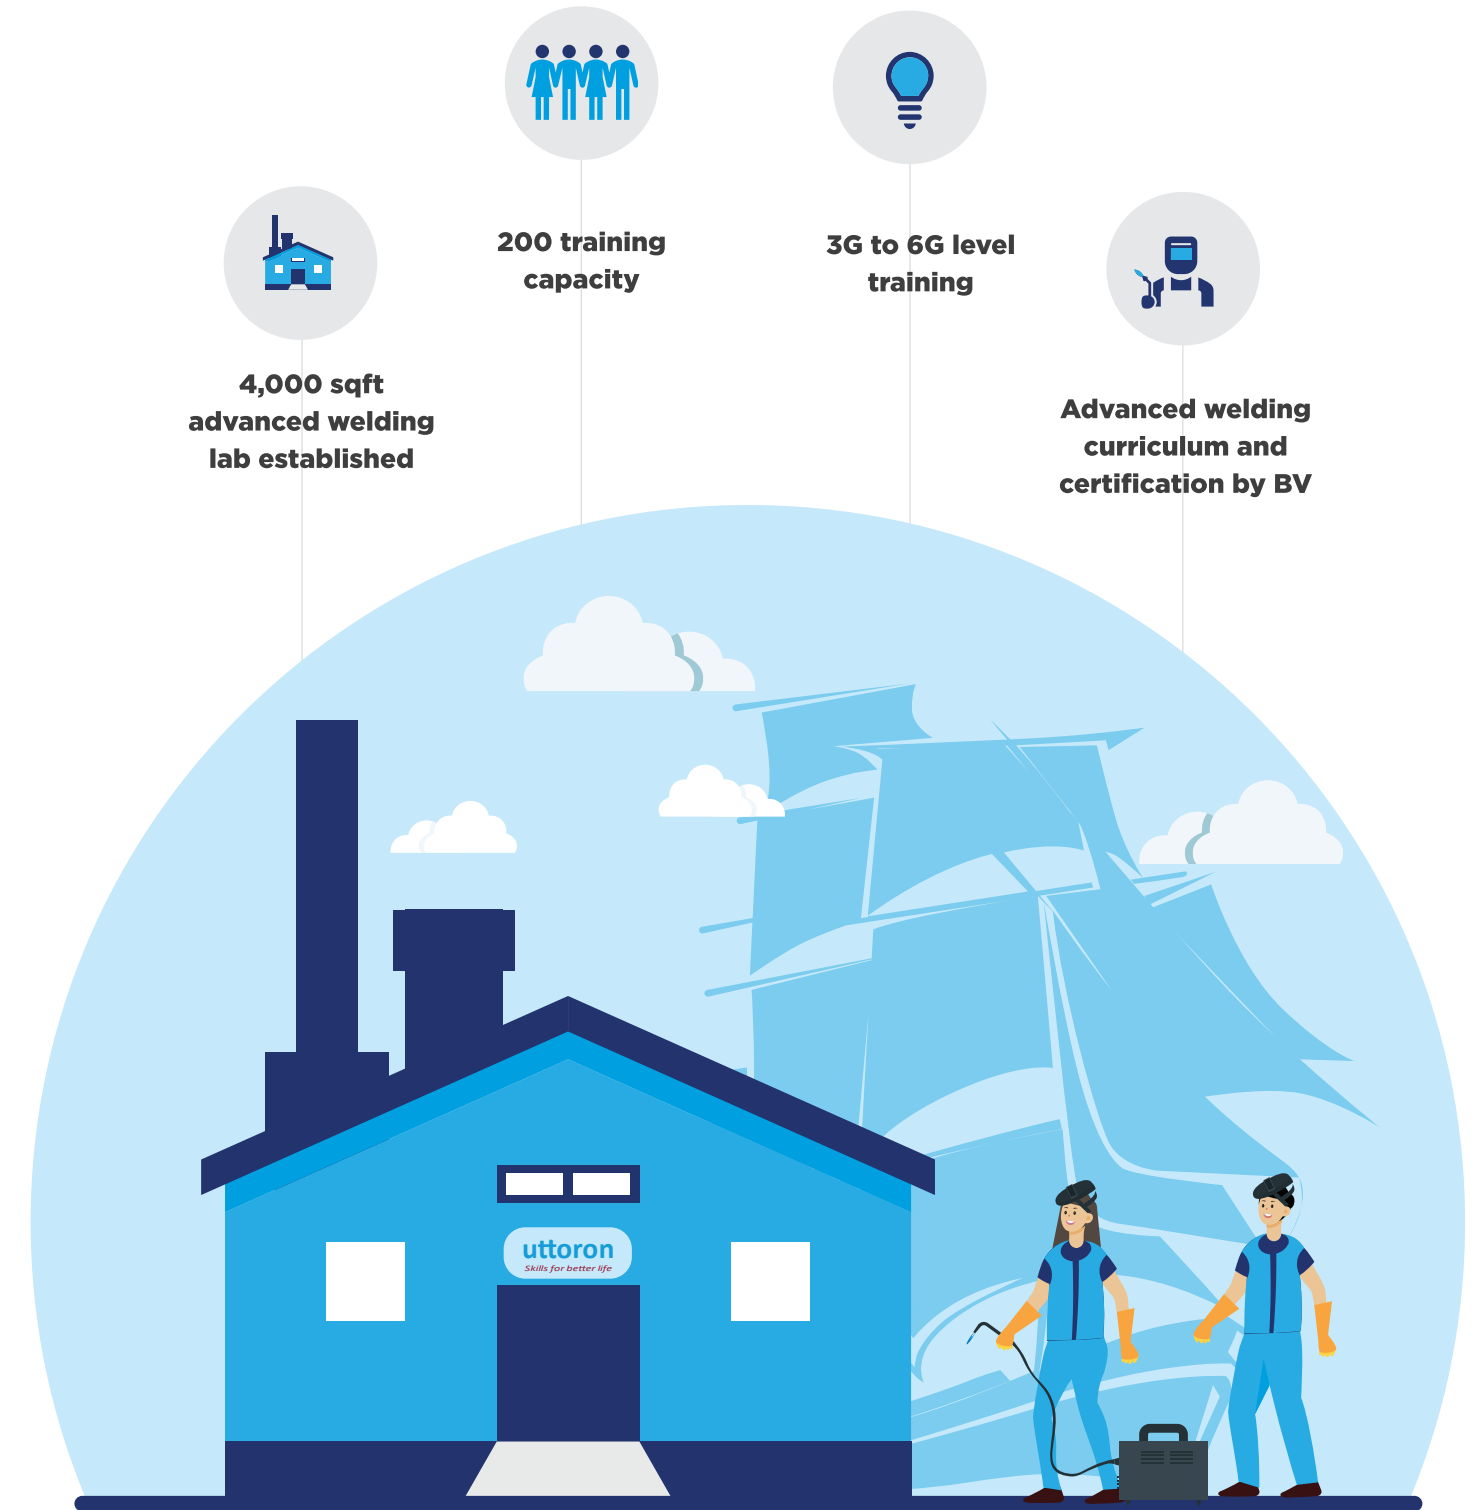 200 training
capacity
3G to 6G level
training
4,000 sqft
advanced welding
lab established
Advanced welding
curriculum and
certification by BV
uttoron
Skills for better life